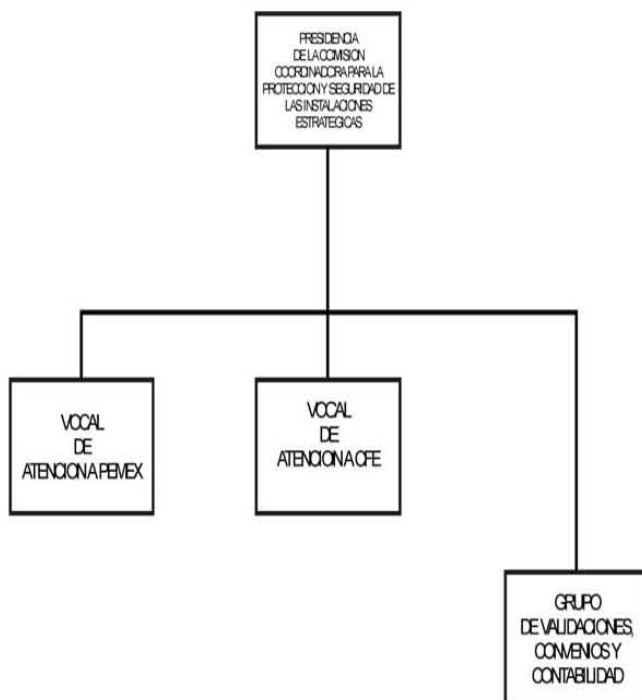 PRESIDENCIA
DE LA COMISION
COORDINADORA PARA LA
PROTECCION Y SEGURIDAD DE
LAS INSTALACIONES
ESTRATEGICAS
VOCAL
DE
ATENCION A PEMEX
VOCAL
DE
ATENCION A CFE
GRUPO
DE VALIDACIONES,
CONVENIOS Y
CONTABILIDAD